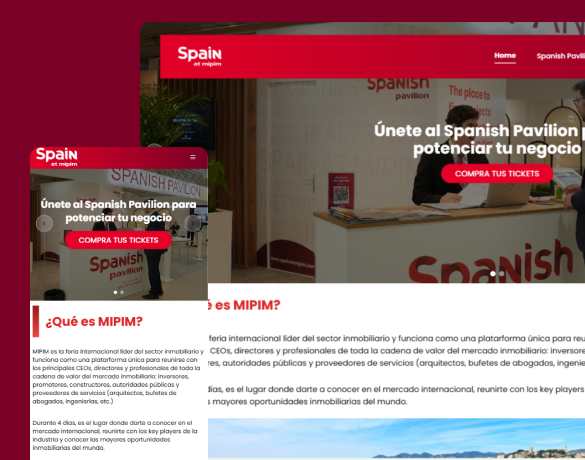 Spain
at mipim
Home
Spanish
Spanish
pavilion
The place to
Únete al Spanish Pavilion
potenciar tu negocio
COMPRA TUS TICKETS
Spanish
es MIPIM?
feria internacional líder del sector inmobiliario y funciona como una plataforma única para
CEOs, directores y profesionales de toda la cadena de valor del mercado inmobiliario:
autoridades públicas y proveedores de servicios (arquitectos, bufetes de abogados,
días, es el lugar donde darte a conocer en el mercado internacional, reunirte con los key players
mayores oportunidades inmobiliarias del mundo.
Spain
at mipim
SPANISH PAVILION
Únete al Spanish Pavilion para
potenciar tu negocio
COMPRA TUS TICKETS
Spanish
pavilion
¿Qué es MIPIM?
MIPIM es la feria internacional líder del sector inmobiliario y
funciona como una plataforma única para reunirse con
los principales CEOs, directores y profesionales de toda la
cadena de valor del mercado inmobiliario: inversores,
promotores, constructores, autoridades públicas y
proveedores de servicios (arquitectos, bufetes de
abogados, ingenierías, etc.)
Durante 4 días, es el lugar donde darte a conocer en el
mercado internacional, reunirte con los key players de la
industria y conocer las mayores oportunidades
inmobiliarias del mundo.